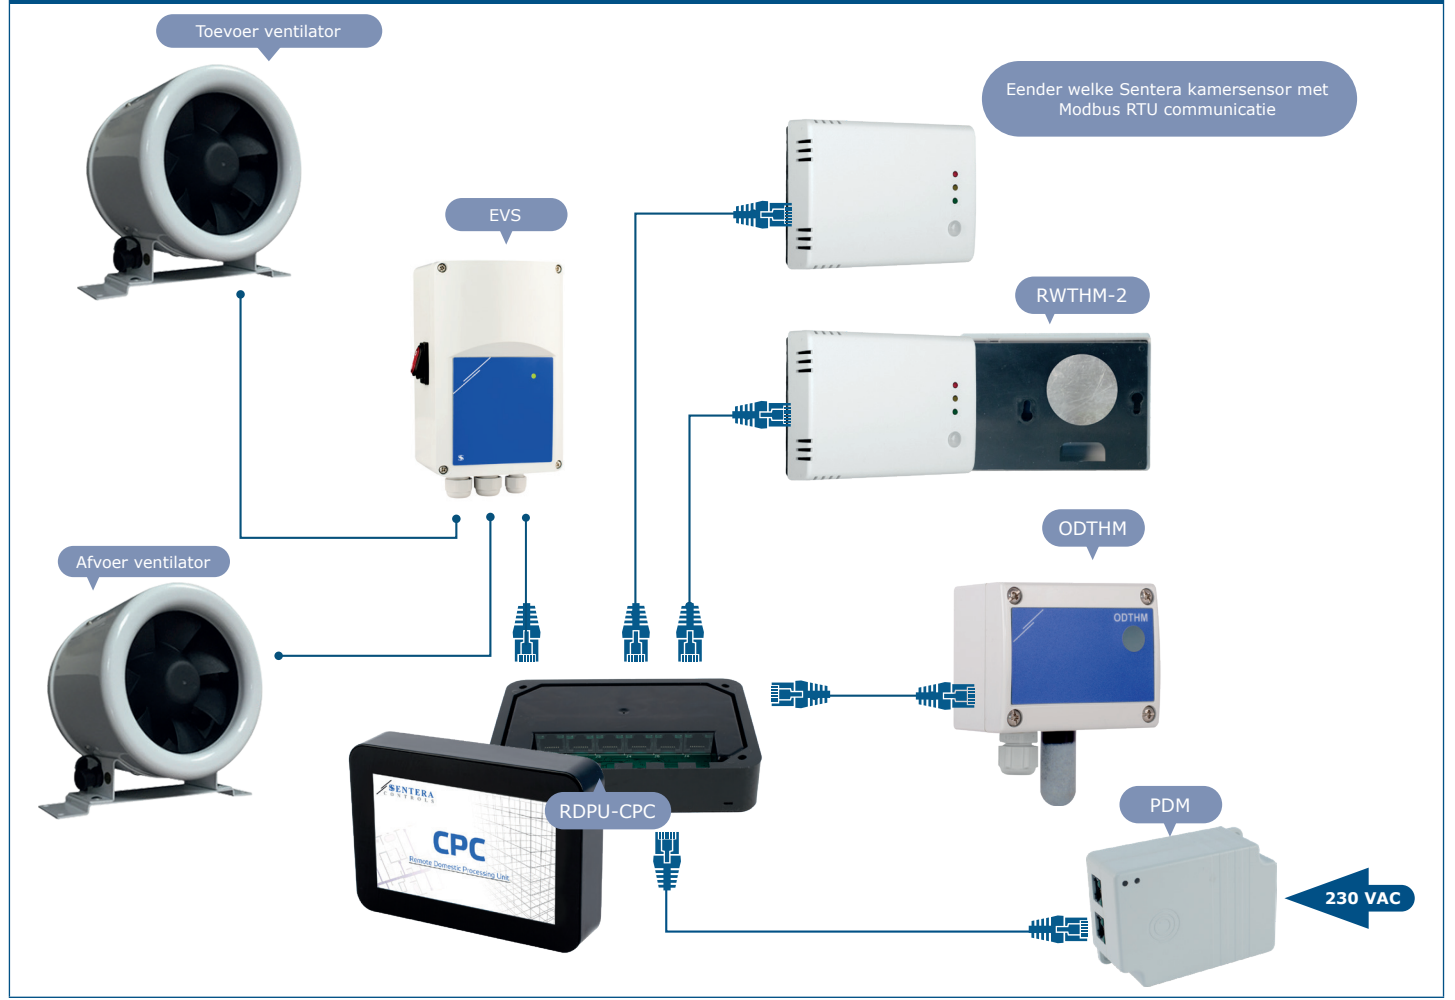 Toevoer ventilator
Eender welke Sentera kamersensor met
Modbus RTU communicatie
EVS
RWTHM-2
ODTHM
Afvoer ventilator
ODTHM
SENTERA
CONTROLS
CPC
Remote Domestic Processing Unit
RDPU-CPC
PDM
230 VAC